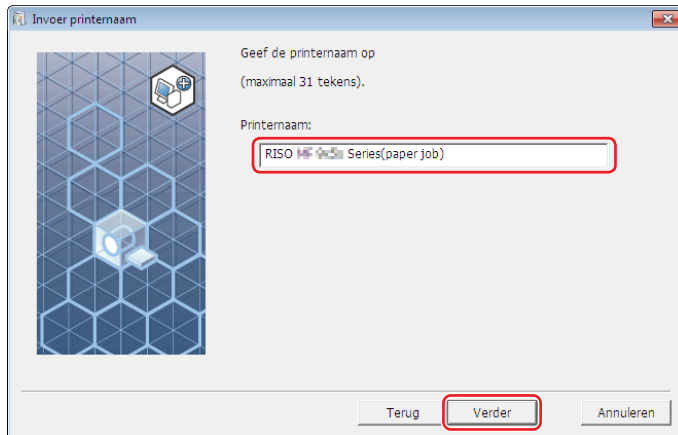 Invoer printernaam
Geef de printernaam op
(maximaal 31 tekens).
Printernaam:
RISO Series(paper job)
Terug
Verder
Annuleren